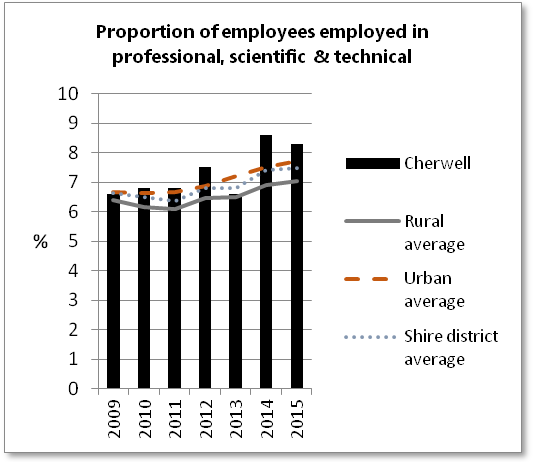 Proportion of employees employed in
professional, scientific & technical
10
9
8
7
6
5
4
3
2
1
0
%
2009
2010
2011
2012
2013
2014
2015
Cherwell
Rural
average
Urban
average
Shire district
average